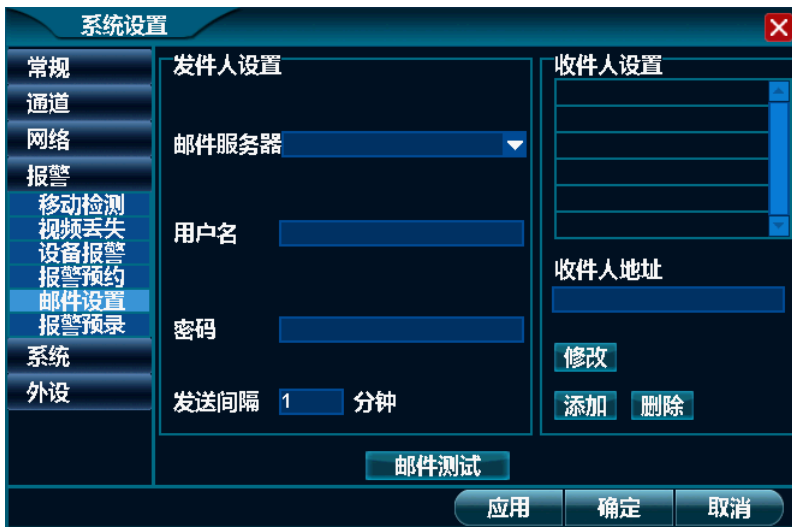 系统设置
常规
通道
网络
报警
移动检测
视频丢失
设备报警
报警预约
邮件设置
报警预录
系统
外设
发件人设置
邮件服务器
用户名
密码
发送间隔 1 分钟
收件人设置
收件人地址
修改
添加 删除
邮件测试
应用 确定 取消